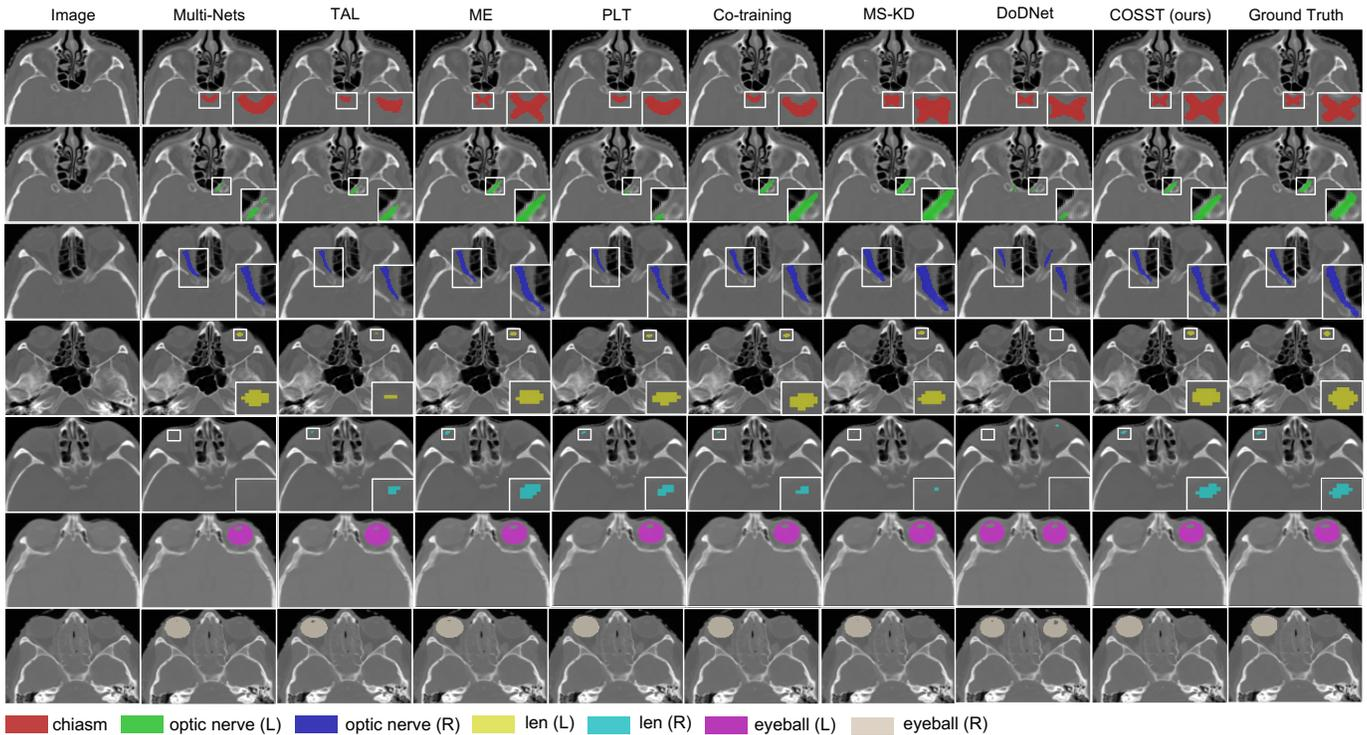 Image Multi-Nets TAL ME PLT Co-training MS-KD DoDNet COSST (ours) Ground Truth
chiasm optic nerve (L) optic nerve (R) len (L) len (R) eyeball (L) eyeball (R)